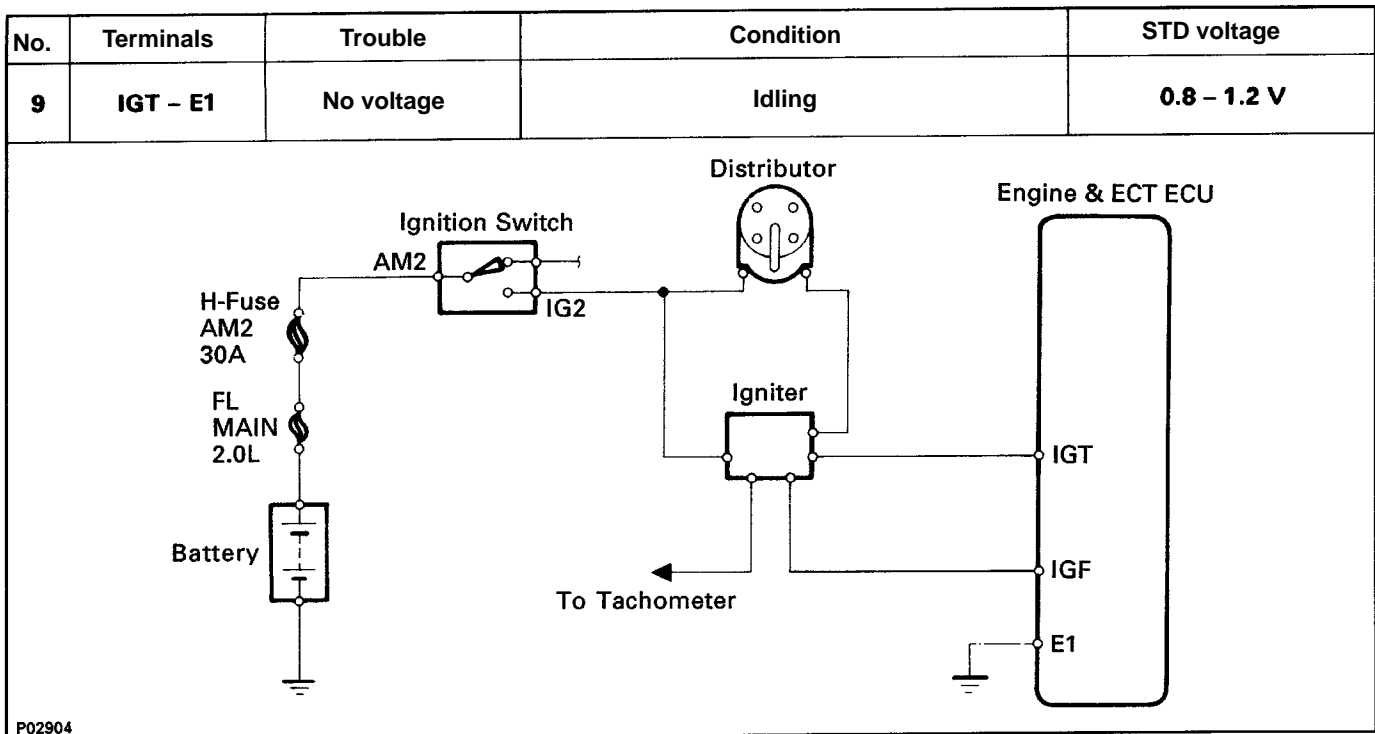 No. Terminals Trouble Condition STD voltage
9 IGT – E1 No voltage Idling 0.8 – 1.2 V
Distributor
Engine & ECT ECU
Ignition Switch
AM2
IG2
H-Fuse
AM2
30A
FL
MAIN
2.0L
Igniter
IGT
Battery
IGF
To Tachometer
E1
P02904